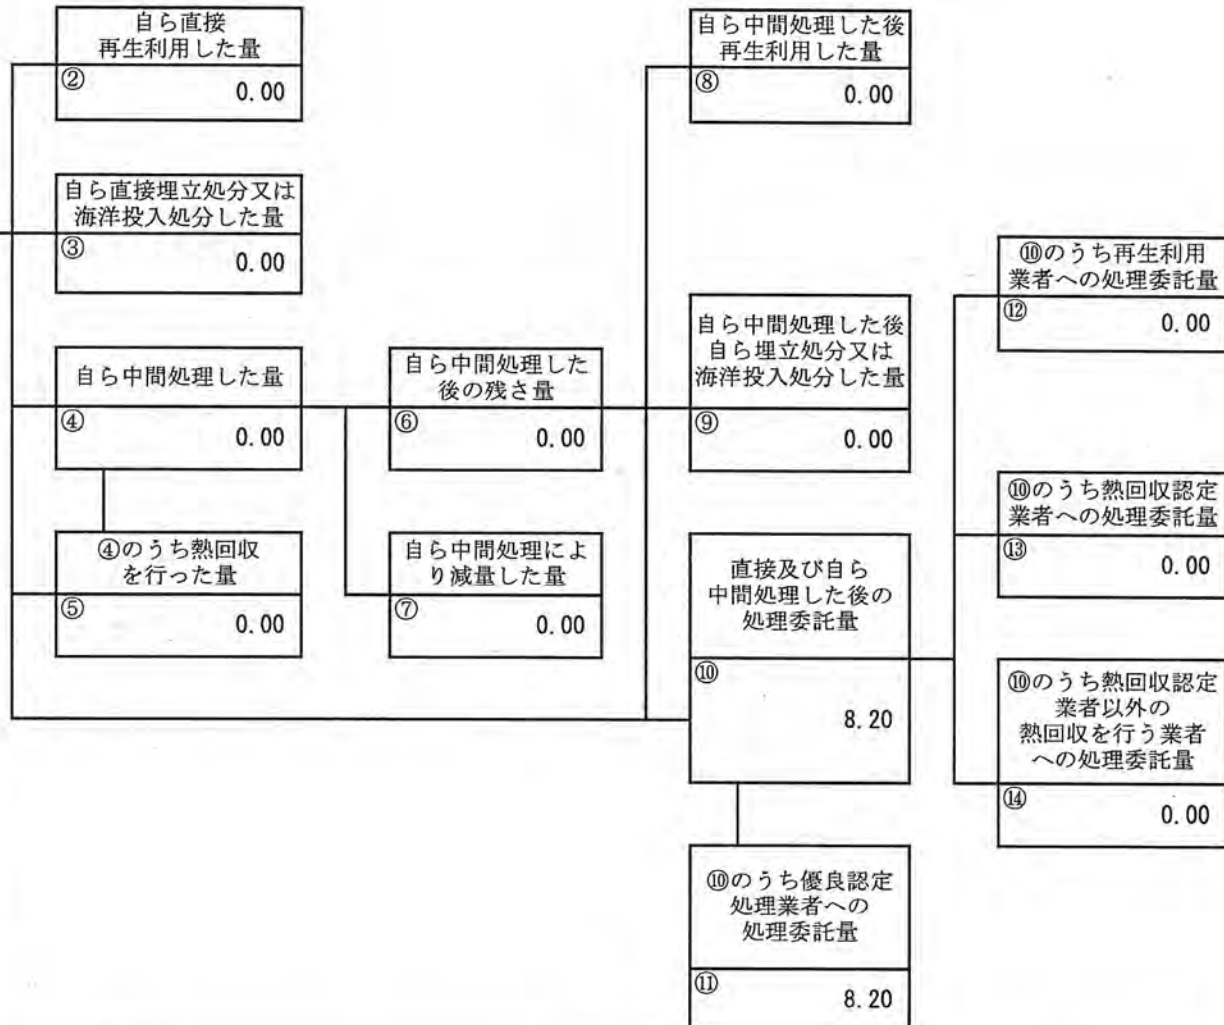 自ら直接
再生利用した量
②
0.00
自ら直接埋立処分又は
海洋投入処分した量
③
0.00
自ら中間処理した量
④
0.00
④のうち熱回収
を行った量
⑤
0.00
自ら中間処理した
後の残さ量
⑥
0.00
自ら中間処理によ
り減量した量
⑦
0.00
自ら中間処理した後
再生利用した量
⑧
0.00
自ら中間処理した後
自ら埋立処分又は
海洋投入処分した量
⑨
0.00
直接及び自ら
中間処理した後の
処理委託量
⑩
8.20
⑩のうち優良認定
処理業者への
処理委託量
⑪
8.20
⑩のうち再生利用
業者への処理委託量
⑫
0.00
⑩のうち熱回収認定
業者への処理委託量
⑬
0.00
⑩のうち熱回収認定
業者以外の
熱回収を行う業者
への処理委託量
⑭
0.00